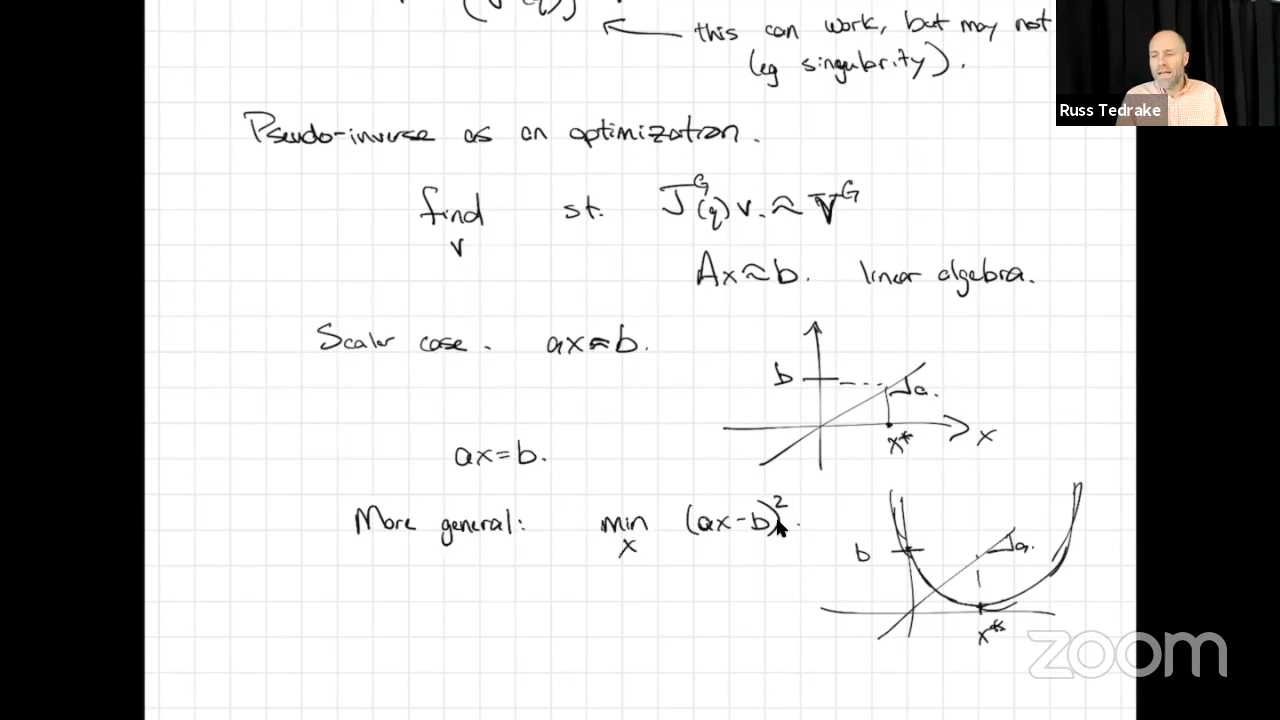 this can work, but may not
(eg singularity).
Russ Tedrake
Pseudo-inverse as an optimization.
find st. J^G(q) v. ≈ V^G
v
Ax ≈ b. linear algebra.
Scalar case. ax ≈ b.
b
a.
x* x
ax = b.
More general: min (ax - b)^2.
x
b
a.
x*
zoom